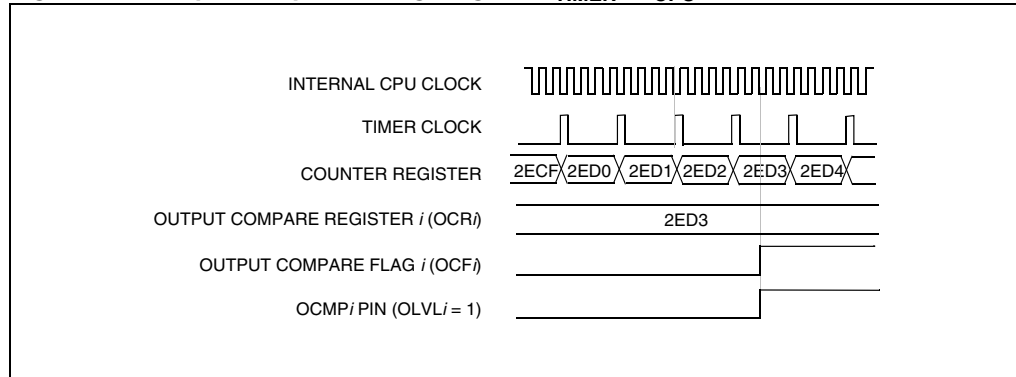 INTERNAL CPU CLOCK
TIMER CLOCK
COUNTER REGISTER 2ECF 2ED0 2ED1 2ED2 2ED3 2ED4
OUTPUT COMPARE REGISTER i (OCRi) 2ED3
OUTPUT COMPARE FLAG i (OCFi)
OCMPi PIN (OLVLi = 1)